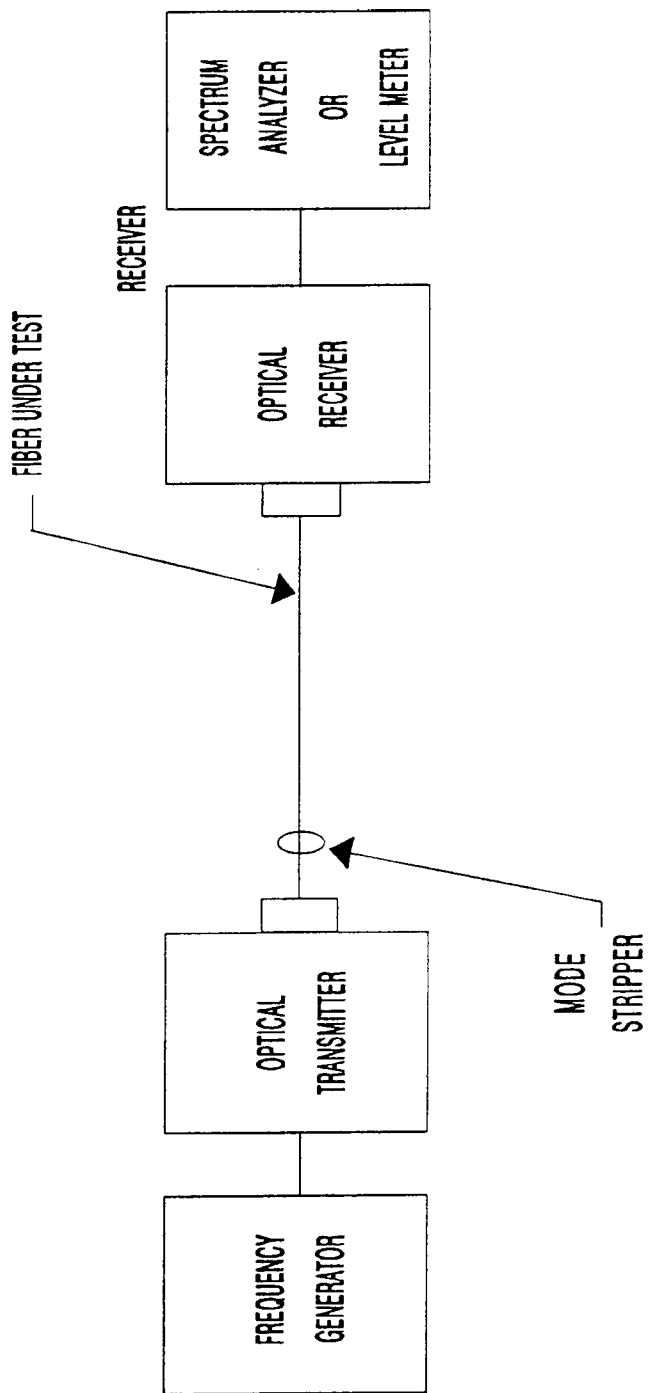 FREQUENCY
GENERATOR
OPTICAL
TRANSMITTER
MODE
STRIPPER
FIBER UNDER TEST
OPTICAL
RECEIVER
RECEIVER
SPECTRUM
ANALYZER
OR
LEVEL METER